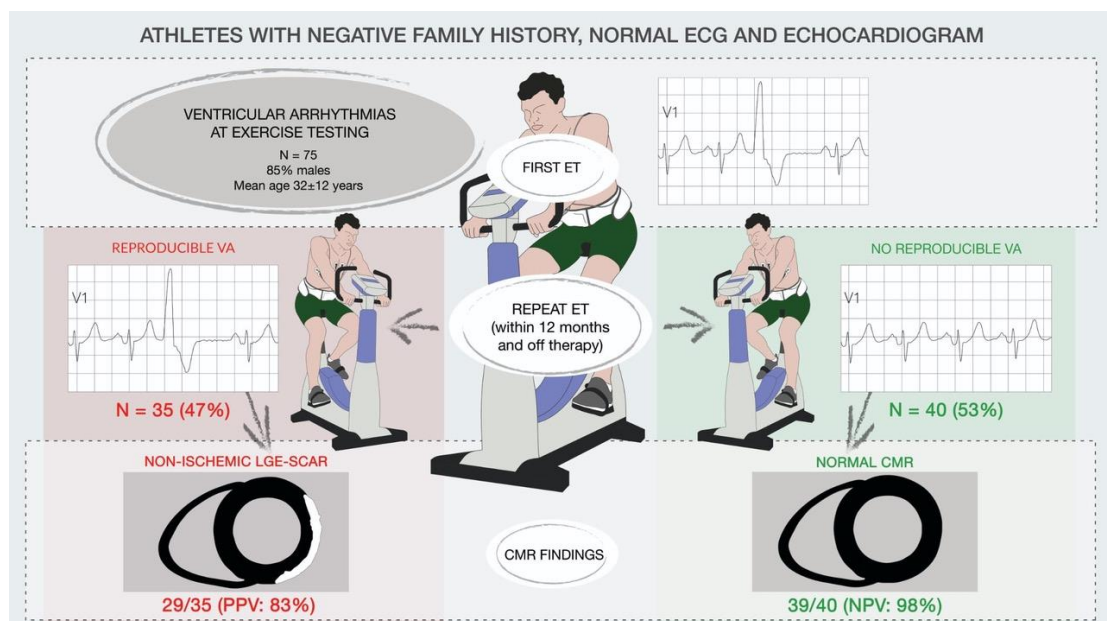 ATHLETES WITH NEGATIVE FAMILY HISTORY, NORMAL ECG AND ECHOCARDIOGRAM
VENTRICULAR ARRHYTHMIAS
AT EXERCISE TESTING
N = 75
85% males
Mean age 32±12 years
FIRST ET
V1
REPRODUCIBLE VA
V1
N = 35 (47%)
REPEAT ET
(within 12 months
and off therapy)
NO REPRODUCIBLE VA
V1
N = 40 (53%)
NON-ISCHEMIC LGE-SCAR
29/35 (PPV: 83%)
CMR FINDINGS
NORMAL CMR
39/40 (NPV: 98%)